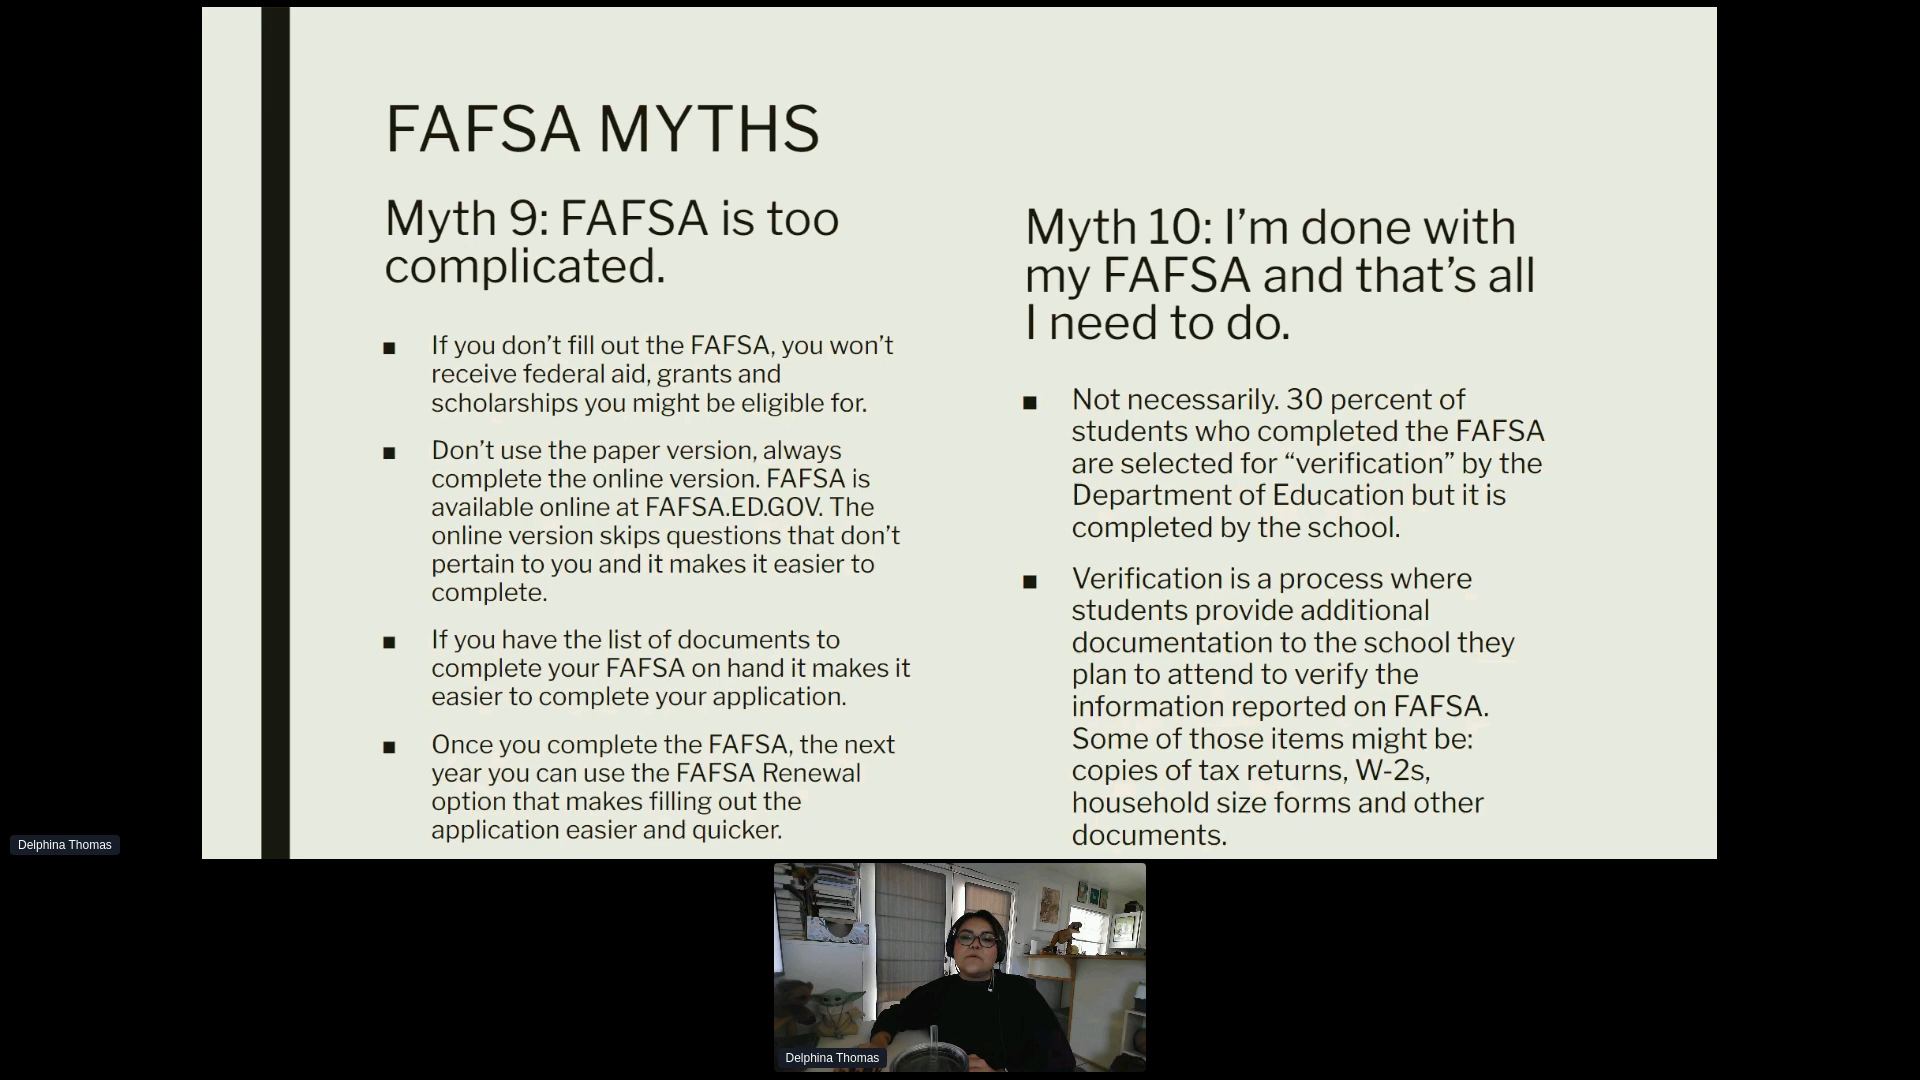 FAFSA MYTHS
Myth 9: FAFSA is too
complicated.
■ If you don’t fill out the FAFSA, you won’t
receive federal aid, grants and
scholarships you might be eligible for.
■ Don’t use the paper version, always
complete the online version. FAFSA is
available online at FAFSA.ED.GOV. The
online version skips questions that don’t
pertain to you and it makes it easier to
complete.
■ If you have the list of documents to
complete your FAFSA on hand it makes it
easier to complete your application.
■ Once you complete the FAFSA, the next
year you can use the FAFSA Renewal
option that makes filling out the
application easier and quicker.
Myth 10: I’m done with
my FAFSA and that’s all
I need to do.
■ Not necessarily. 30 percent of
students who completed the FAFSA
are selected for “verification” by the
Department of Education but it is
completed by the school.
■ Verification is a process where
students provide additional
documentation to the school they
plan to attend to verify the
information reported on FAFSA.
Some of those items might be:
copies of tax returns, W-2s,
household size forms and other
documents.
Delphina Thomas
Delphina Thomas